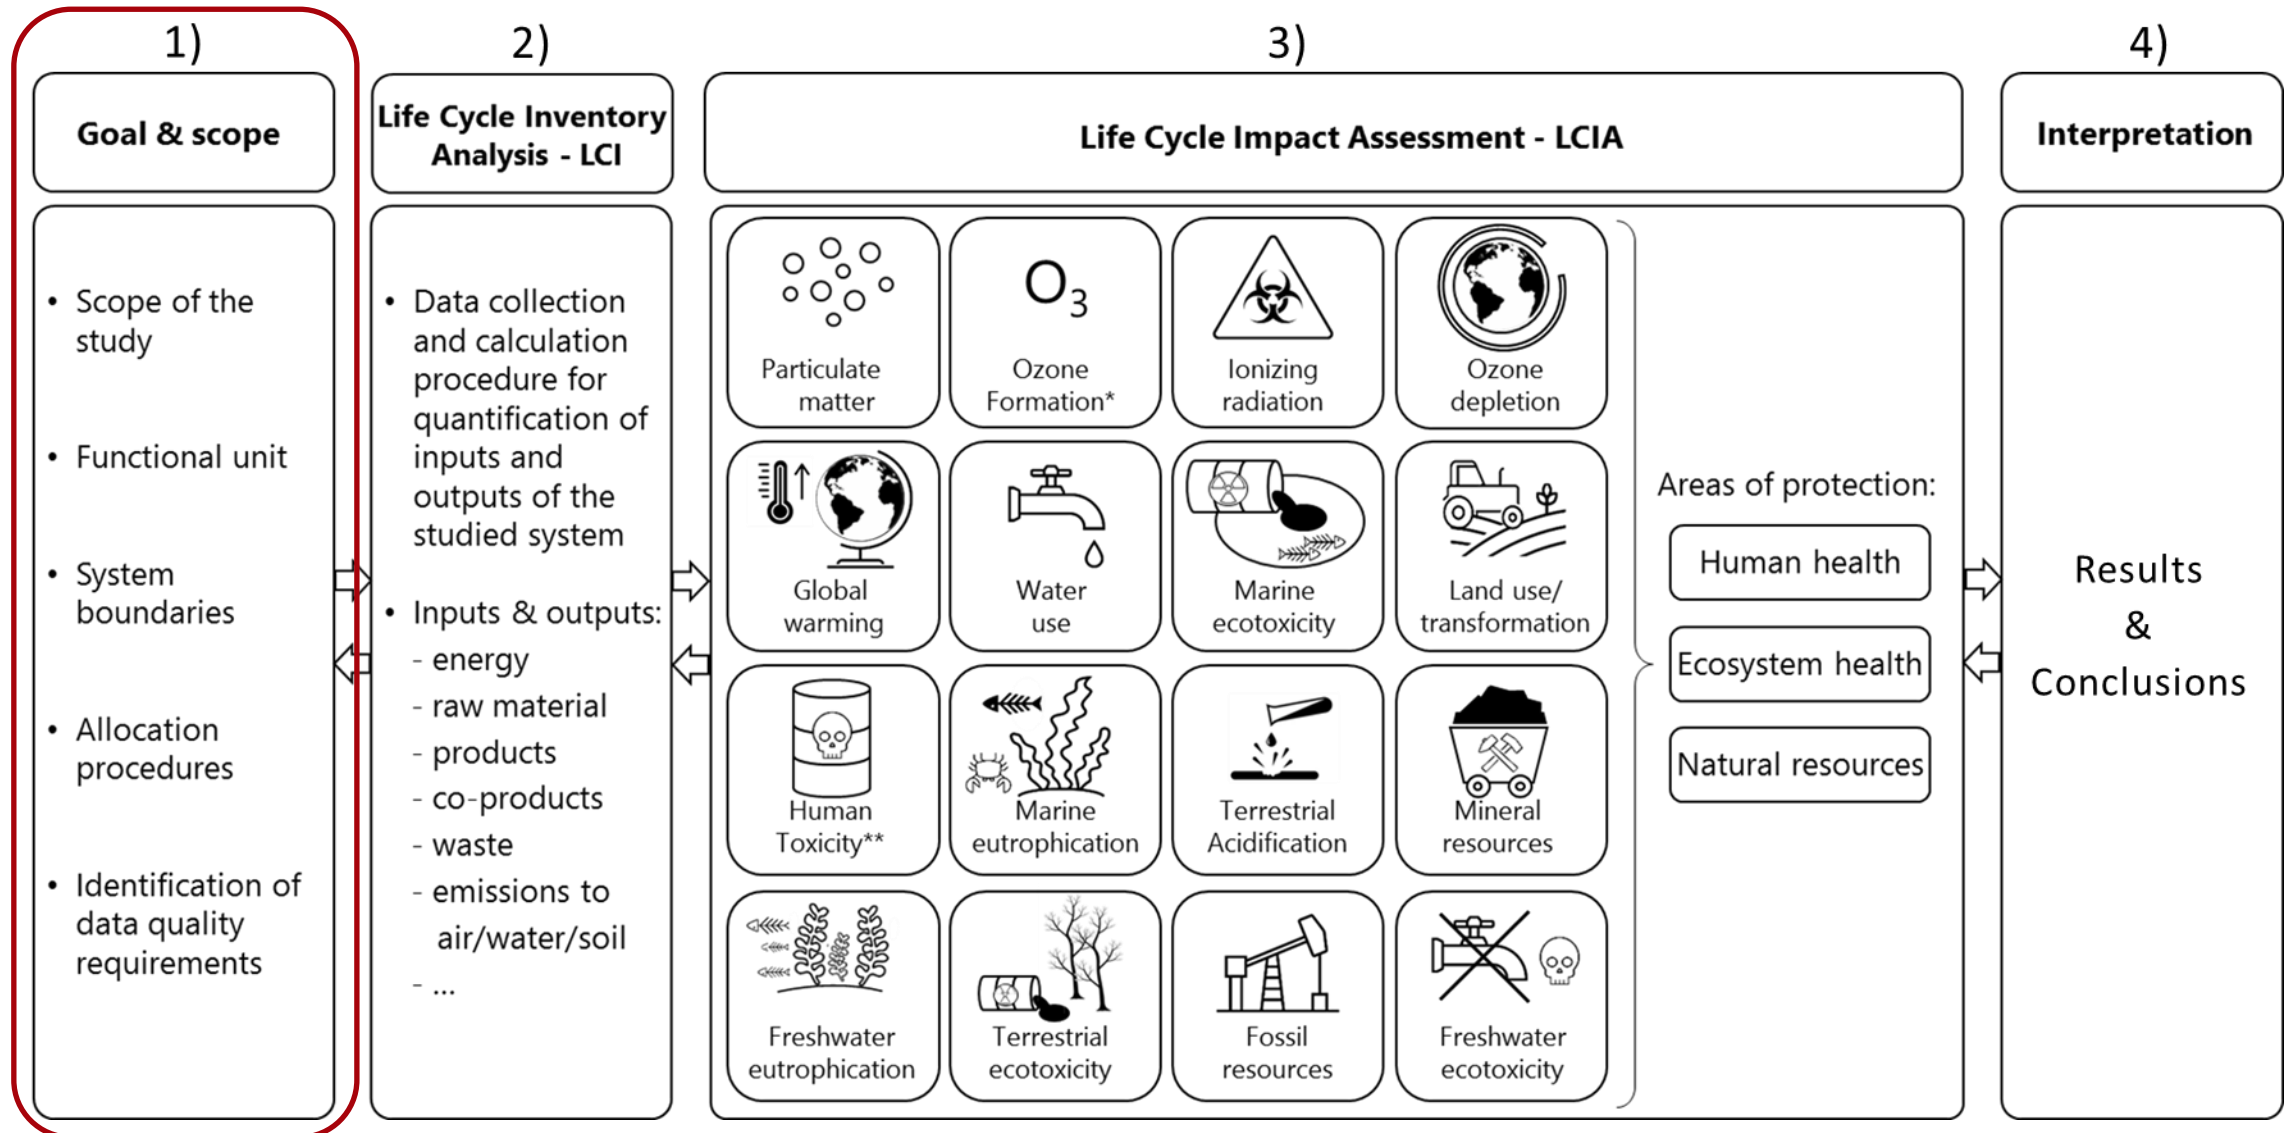 1)
Goal & scope
• Scope of the
study
• Functional unit
• System
boundaries
• Allocation
procedures
• Identification of
data quality
requirements
2)
Life Cycle Inventory
Analysis - LCI
• Data collection
and calculation
procedure for
quantification of
inputs and
outputs of the
studied system
• Inputs & outputs:
- energy
- raw material
- products
- co-products
- waste
- emissions to
air/water/soil
- ...
3)
Life Cycle Impact Assessment - LCIA
Particulate
matter
O3
Ozone
Formation*
Ionizing
radiation
Ozone
depletion
Global
warming
Water
use
Marine
ecotoxicity
Land use/
transformation
Human
Toxicity**
Marine
eutrophication
Terrestrial
Acidification
Mineral
resources
Freshwater
eutrophication
Terrestrial
ecotoxicity
Fossil
resources
Freshwater
ecotoxicity
Areas of protection:
Human health
Ecosystem health
Natural resources
4)
Interpretation
Results
&
Conclusions